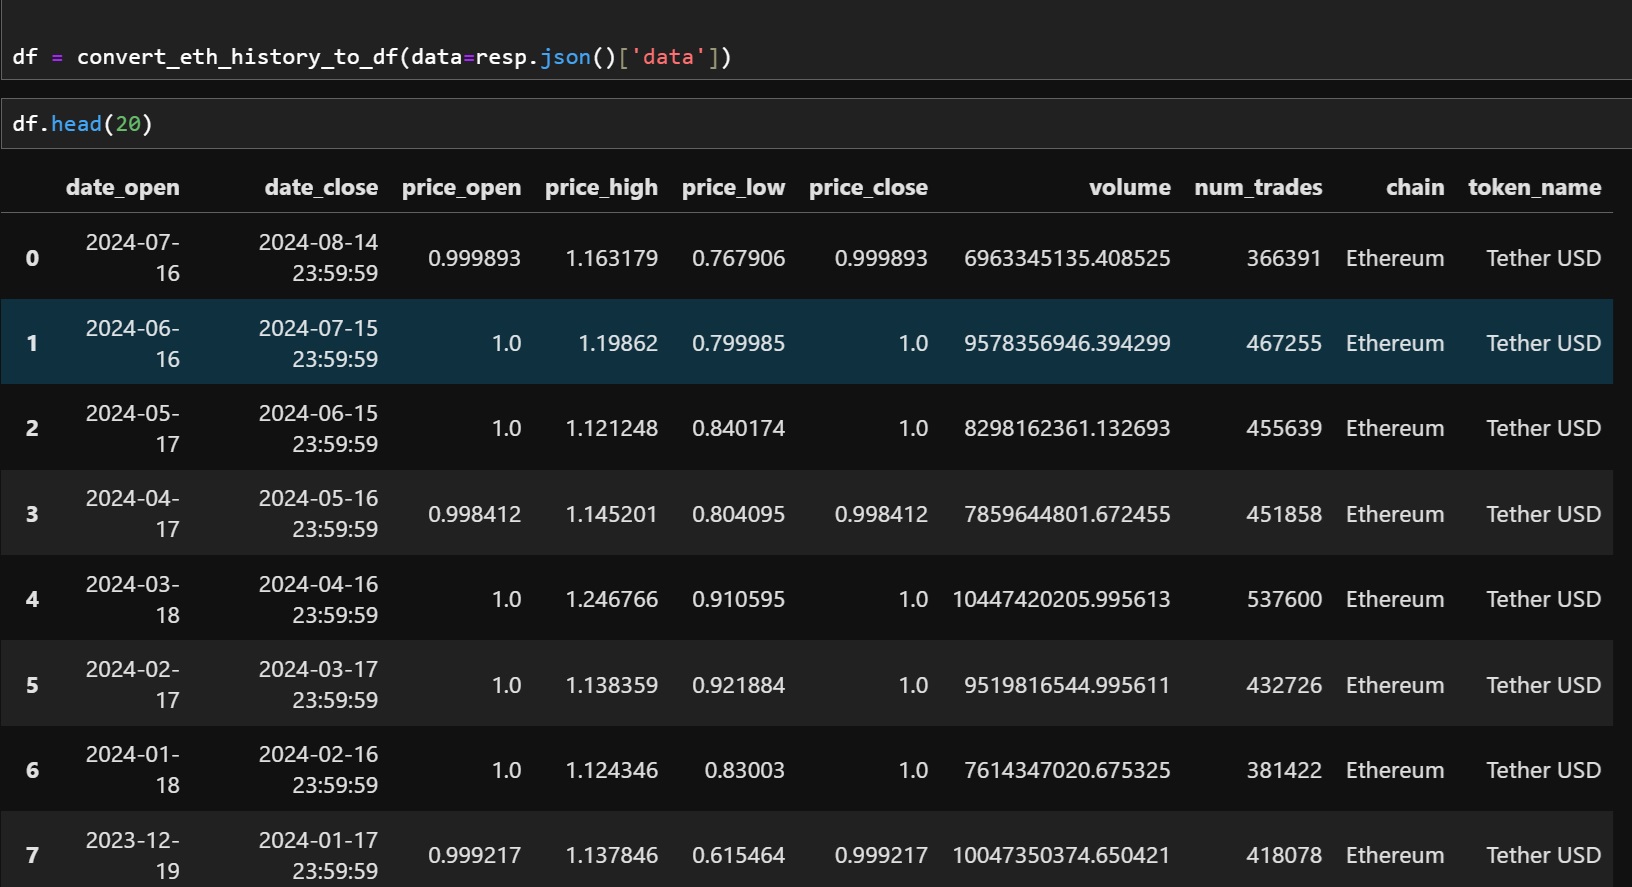 df = convert_eth_history_to_df(data=resp.json()['data'])
df.head(20)
date_open date_close price_open price_high price_low price_close volume num_trades chain token_name
0 2024-07-16 2024-08-14 23:59:59 0.999893 1.163179 0.767906 0.999893 6963345135.408525 366391 Ethereum Tether USD
1 2024-06-16 2024-07-15 23:59:59 1.0 1.19862 0.799985 1.0 9578356946.394299 467255 Ethereum Tether USD
2 2024-05-17 2024-06-15 23:59:59 1.0 1.121248 0.840174 1.0 8298162361.132693 455639 Ethereum Tether USD
3 2024-04-17 2024-05-16 23:59:59 0.998412 1.145201 0.804095 0.998412 7859644801.672455 451858 Ethereum Tether USD
4 2024-03-18 2024-04-16 23:59:59 1.0 1.246766 0.910595 1.0 10447420205.995613 537600 Ethereum Tether USD
5 2024-02-17 2024-03-17 23:59:59 1.0 1.138359 0.921884 1.0 9519816544.995611 432726 Ethereum Tether USD
6 2024-01-18 2024-02-16 23:59:59 1.0 1.124346 0.83003 1.0 7614347020.675325 381422 Ethereum Tether USD
7 2023-12-19 2024-01-17 23:59:59 0.999217 1.137846 0.615464 0.999217 10047350374.650421 418078 Ethereum Tether USD